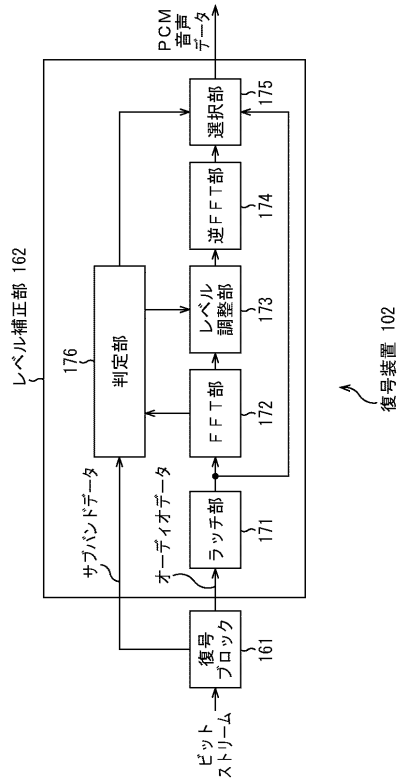 レベル補正部 162
ビット
ストリーム
復号
ブロック
161
サブバンドデータ
オーディオデータ
ラッチ部
171
FFT部
172
判定部
176
レベル
調整部
173
逆FFT部
174
選択部
175
PCM
音声
データ
復号装置 102